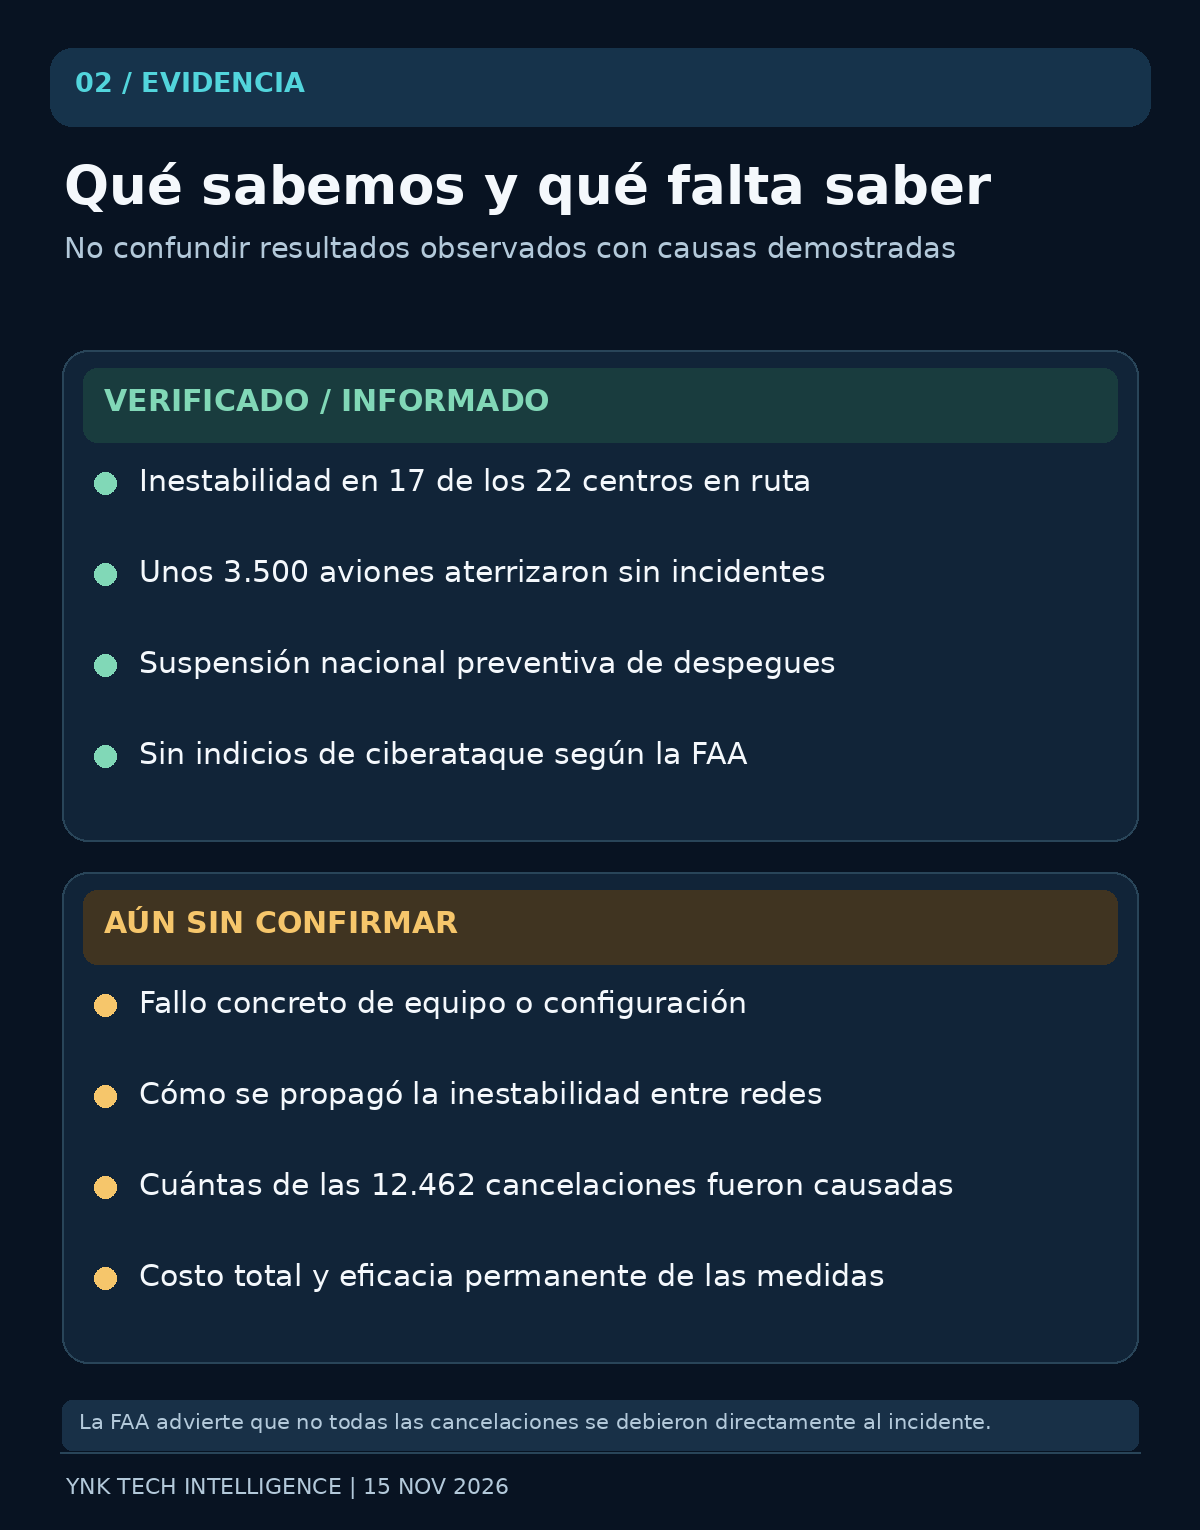 02 / EVIDENCIA
Qué sabemos y qué falta saber
No confundir resultados observados con causas demostradas
VERIFICADO / INFORMADO
Inestabilidad en 17 de los 22 centros en ruta
Unos 3.500 aviones aterrizaron sin incidentes
Suspensión nacional preventiva de despegues
Sin indicios de ciberataque según la FAA
AÚN SIN CONFIRMAR
Fallo concreto de equipo o configuración
Cómo se propagó la inestabilidad entre redes
Cuántas de las 12.462 cancelaciones fueron causadas
Costo total y eficacia permanente de las medidas
La FAA advierte que no todas las cancelaciones se debieron directamente al incidente.
YNK TECH INTELLIGENCE | 15 NOV 2026